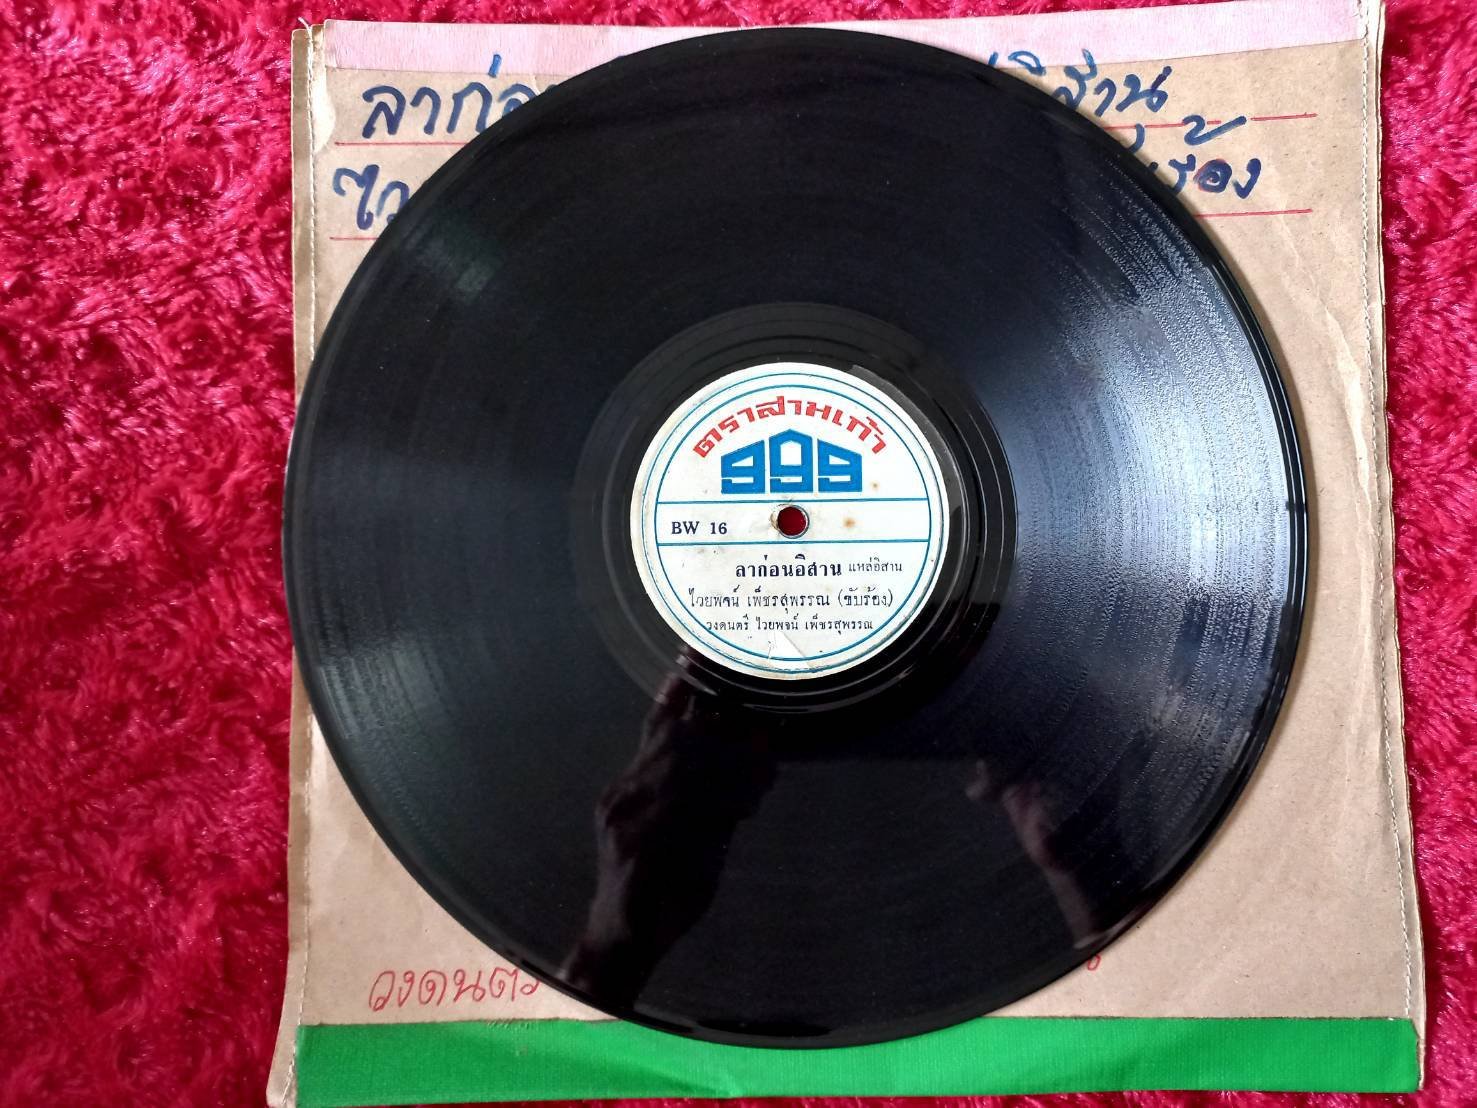 ลาก่อ อีสาน
ไว ร้อง
ตราสามเก้า
999
BW 16
ลาก่อนอิสาน แหล่อิสาน
ไวยพจน์ เพ็ชรสุพรรณ (ขับร้อง)
วงดนตรี ไวยพจน์ เพ็ชรสุพรรณ
วงดนต